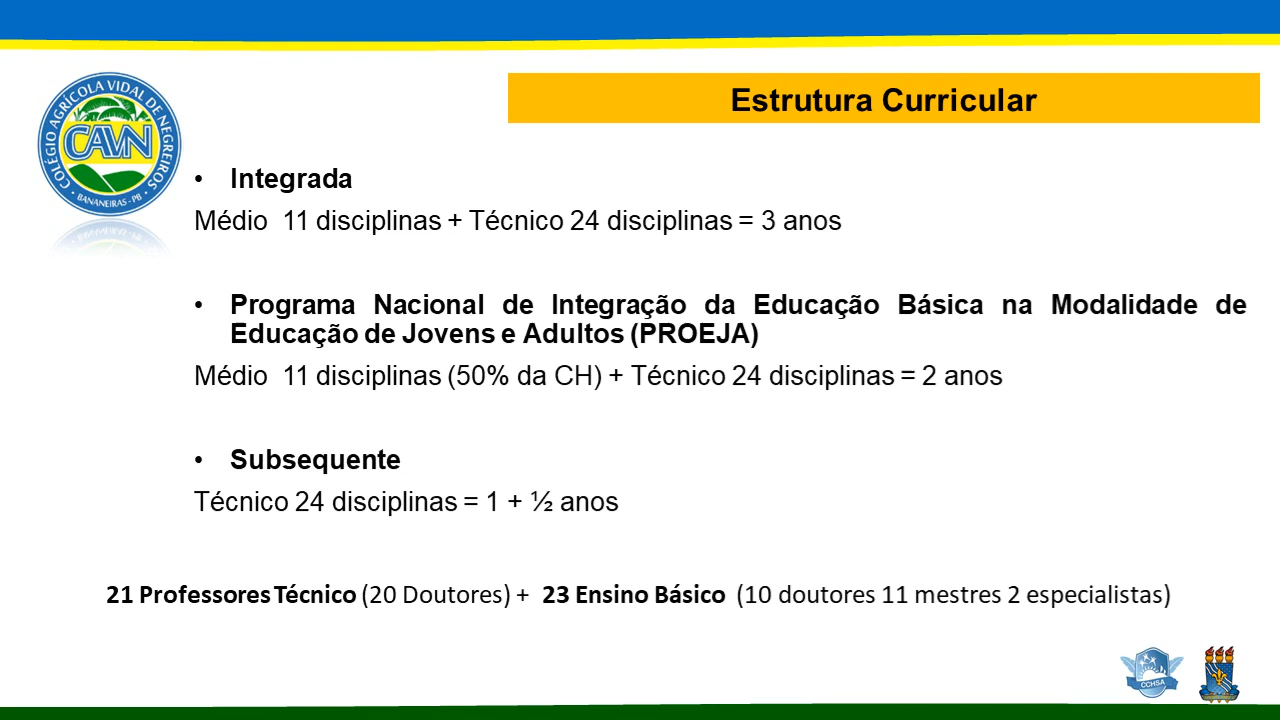 Estrutura Curricular
COLÉGIO AGRÍCOLA VIDAL DE NEGREIROS
CAVN
• BANANEIRAS - PB •
• Integrada
Médio 11 disciplinas + Técnico 24 disciplinas = 3 anos
• Programa Nacional de Integração da Educação Básica na Modalidade de
Educação de Jovens e Adultos (PROEJA)
Médio 11 disciplinas (50% da CH) + Técnico 24 disciplinas = 2 anos
• Subsequente
Técnico 24 disciplinas = 1 + ½ anos
21 Professores Técnico (20 Doutores) + 23 Ensino Básico (10 doutores 11 mestres 2 especialistas)
CCHSA